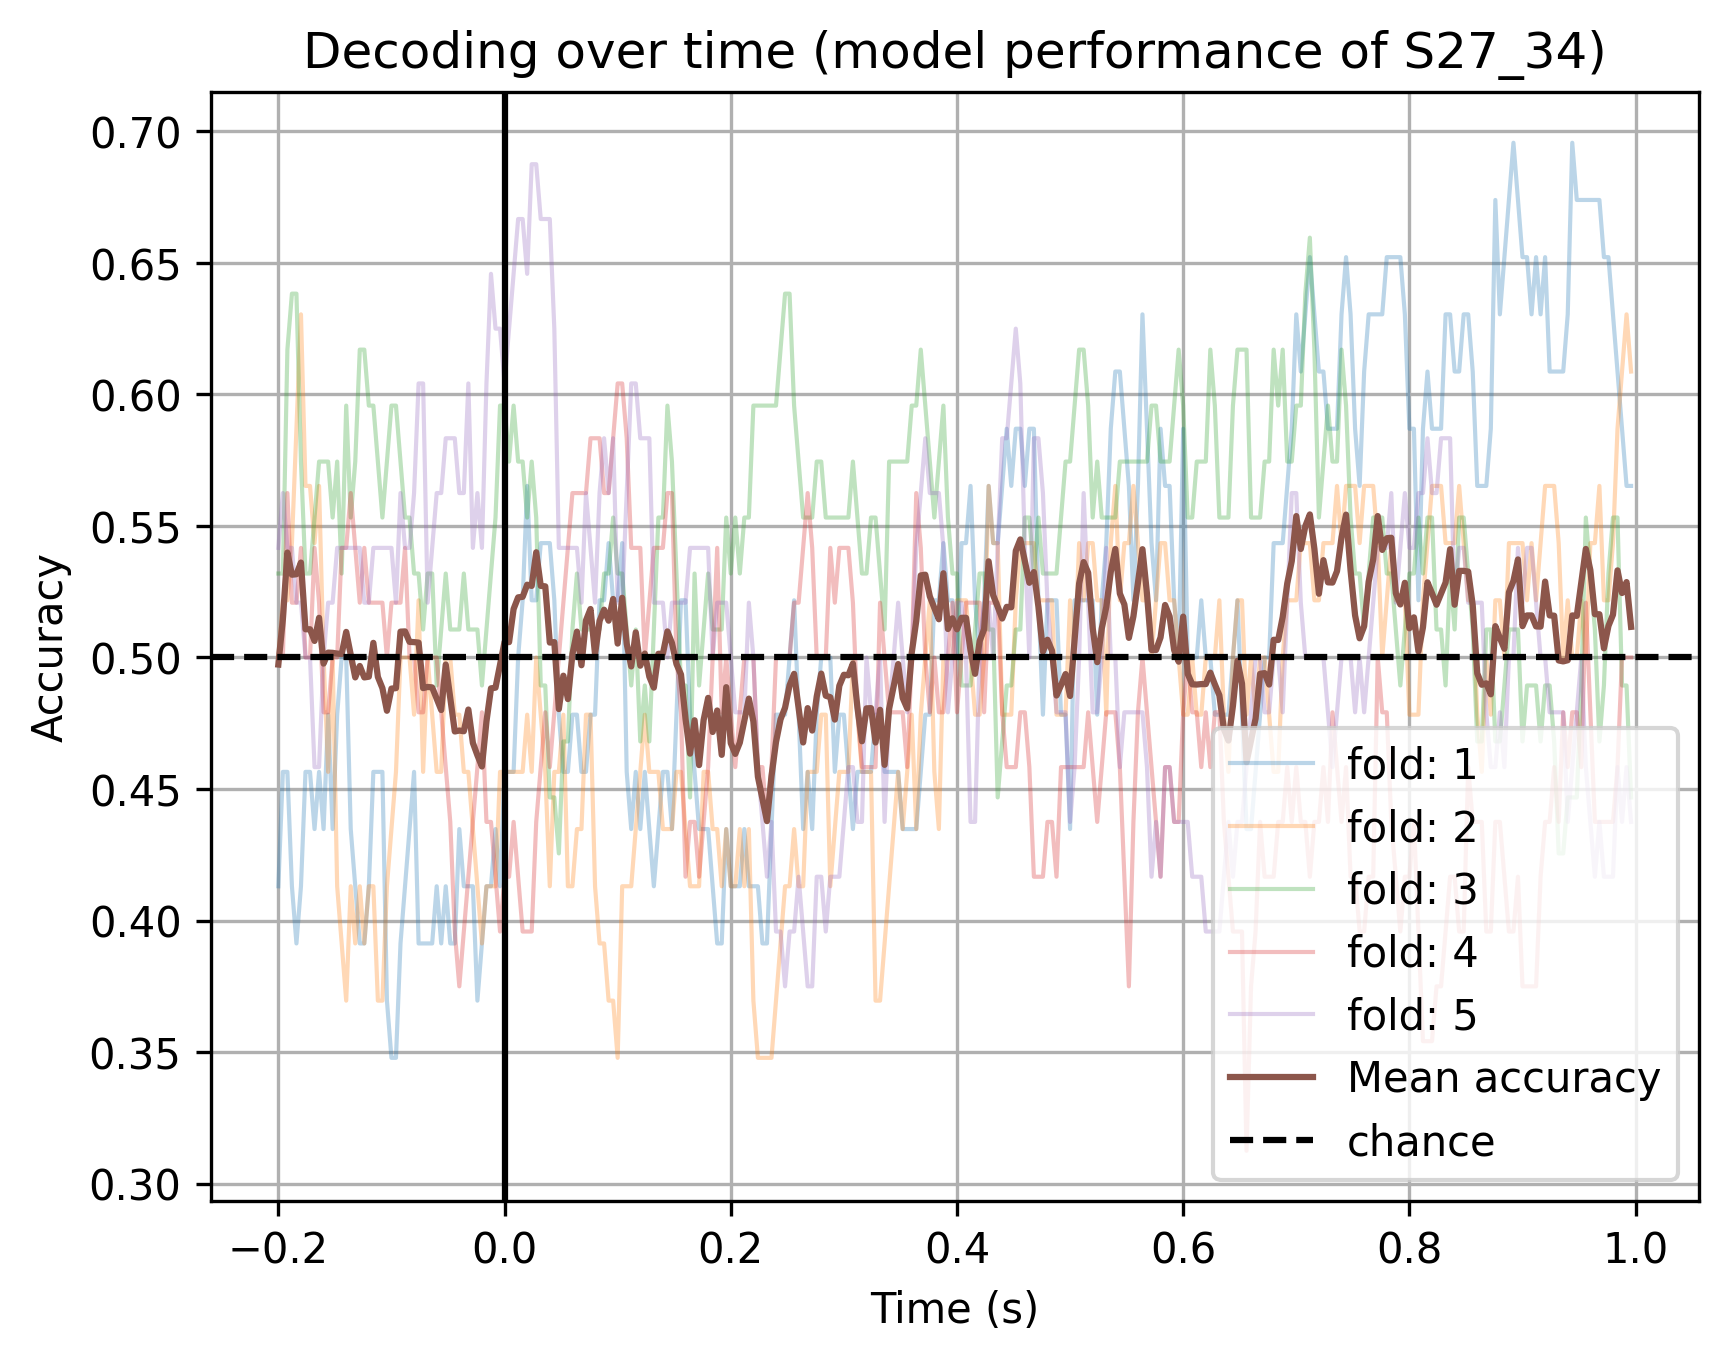 Decoding over time (model performance of S27_34)
0.70
0.65
0.60
0.55
0.50
0.45
0.40
0.35
0.30
Accuracy
fold: 1
fold: 2
fold: 3
fold: 4
fold: 5
Mean accuracy
chance
−0.2 0.0 0.2 0.4 0.6 0.8 1.0
Time (s)